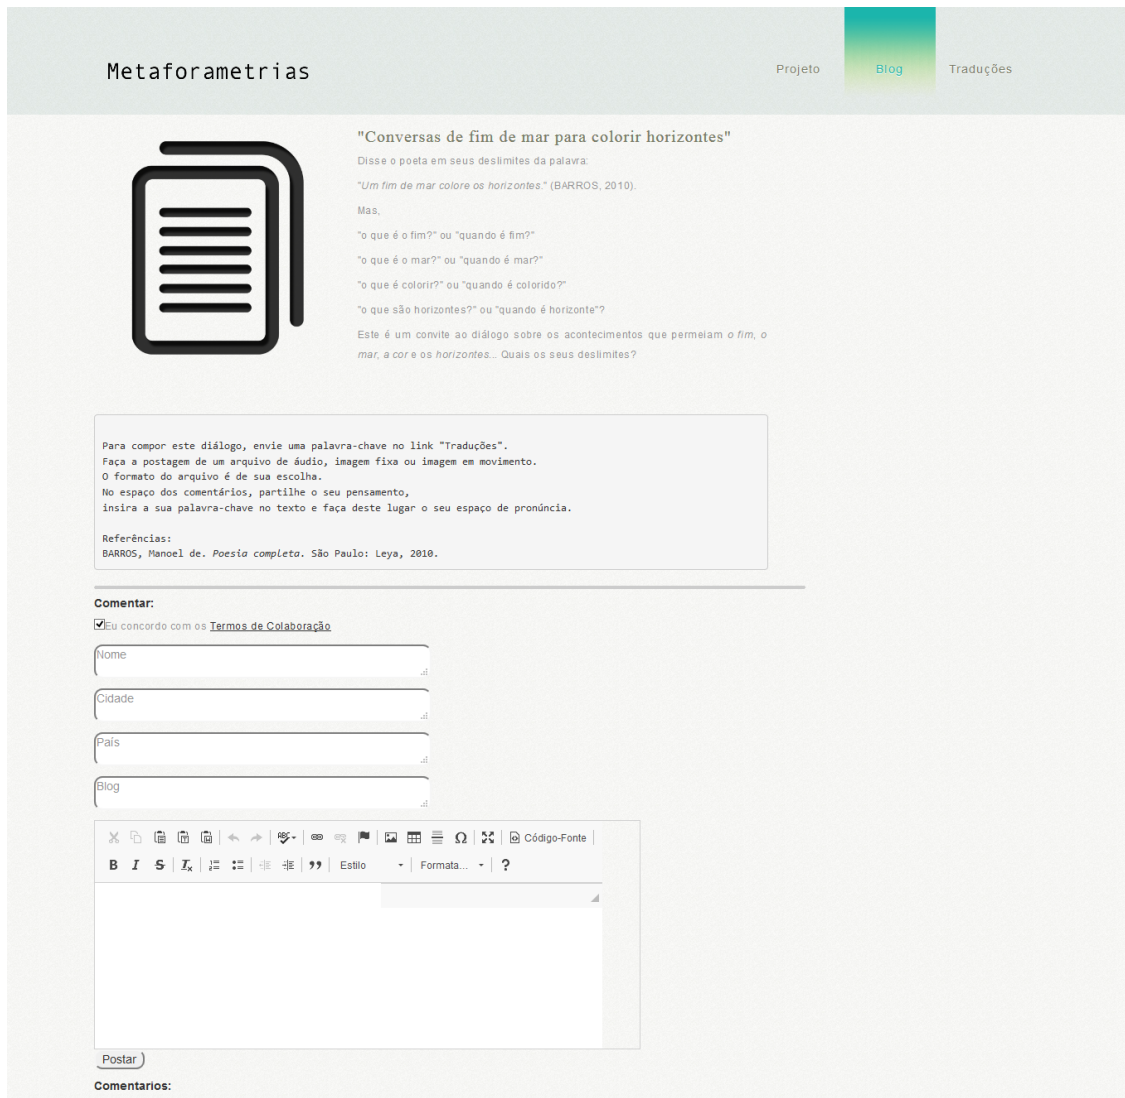 Metaforametrias
Projeto
Blog
Traduções
"Conversas de fim de mar para colorir horizontes"
Disse o poeta em seus deslimites da palavra:
"Um fim de mar colore os horizontes." (BARROS, 2010).
Mas,
"o que é o fim?" ou "quando é fim?"
"o que é o mar?" ou "quando é mar?"
"o que é colorir?" ou "quando é colorido?"
"o que são horizontes?" ou "quando é horizonte"?
Este é um convite ao diálogo sobre os acontecimentos que permeiam o fim, o
mar, a cor e os horizontes... Quais os seus deslimites?
Para compor este diálogo, envie uma palavra-chave no link "Traduções".
Faça a postagem de um arquivo de áudio, imagem fixa ou imagem em movimento.
O formato do arquivo é de sua escolha.
No espaço dos comentários, partilhe o seu pensamento,
insira a sua palavra-chave no texto e faça deste lugar o seu espaço de pronúncia.
Referências:
BARROS, Manoel de. Poesia completa. São Paulo: Leya, 2010.
Comentar:
Eu concordo com os Termos de Colaboração
Nome
Cidade
País
Blog
ABC Ω Código-Fonte
B I S Ix Estilo Formata... ?
Postar
Comentarios: